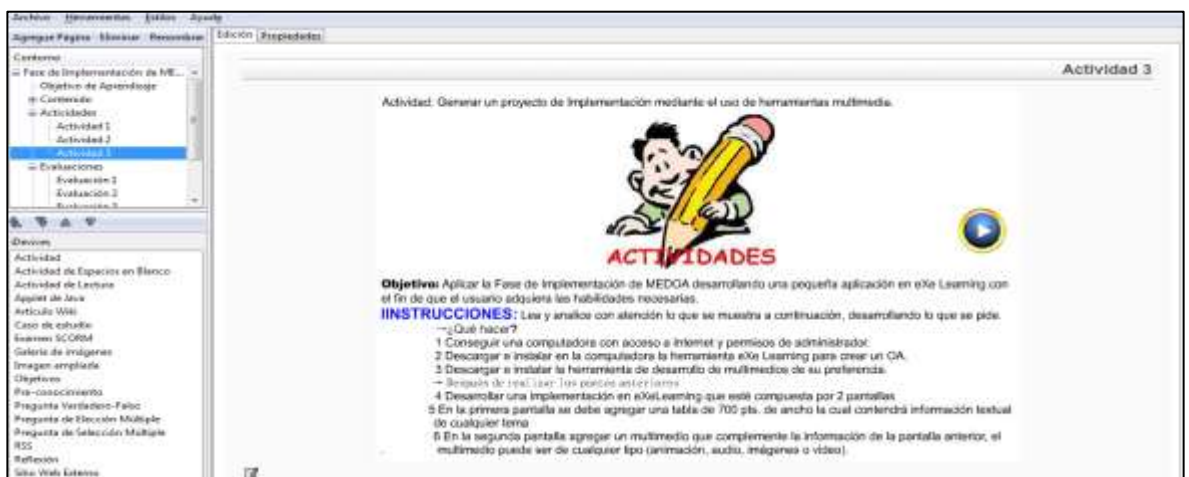 Archivo Herramientas Estilos Ayuda
Agregue Página Eliminar Renombrar
Edición Propiedades
Contorno
Fase de Implementación de ME...
Objetivo de Aprendizaje
Contenido
Actividades
Actividad 1
Actividad 2
Actividad 3
Evaluaciones
Evaluación 1
Evaluación 2
Evaluación 3
iDevices
Actividad
Actividad de Espacios en Blanco
Actividad de Lectura
Applet de Java
Artículo Wiki
Caso de estudio
Examen SCORM
Galería de imágenes
Imagen ampliada
Objetivos
Pre-conocimiento
Pregunta Verdadero-Falso
Pregunta de Elección Múltiple
Pregunta de Selección Múltiple
RSS
Reflexión
Sitio Web Externo
Actividad 3
Actividad. Generar un proyecto de Implementación mediante el uso de herramientas multimedia.
ACTIVIDADES
Objetivo: Aplicar la Fase de Implementación de MEDOA desarrollando una pequeña aplicación en eXe Learning con
el fin de que el usuario adquiera las habilidades necesarias.
IINSTRUCCIONES: Lea y analice con atención lo que se muestra a continuación, desarrollando lo que se pide.
→¿Qué hacer?
1 Conseguir una computadora con acceso a internet y permisos de administrador.
2 Descargar e instalar en la computadora la herramienta eXe Learning para crear un OA.
3 Descargar e instalar la herramienta de desarrollo de multimedios de su preferencia.
→ Después de realizar los puntos anteriores
4 Desarrollar una implementación en eXeLearning que esté compuesta por 2 pantallas
5 En la primera pantalla se debe agregar una tabla de 700 pts. de ancho la cual contendrá información textual
de cualquier tema
6 En la segunda pantalla agregar un multimedio que complemente la información de la pantalla anterior, el
multimedio puede ser de cualquier tipo (animación, audio, imágenes o video).